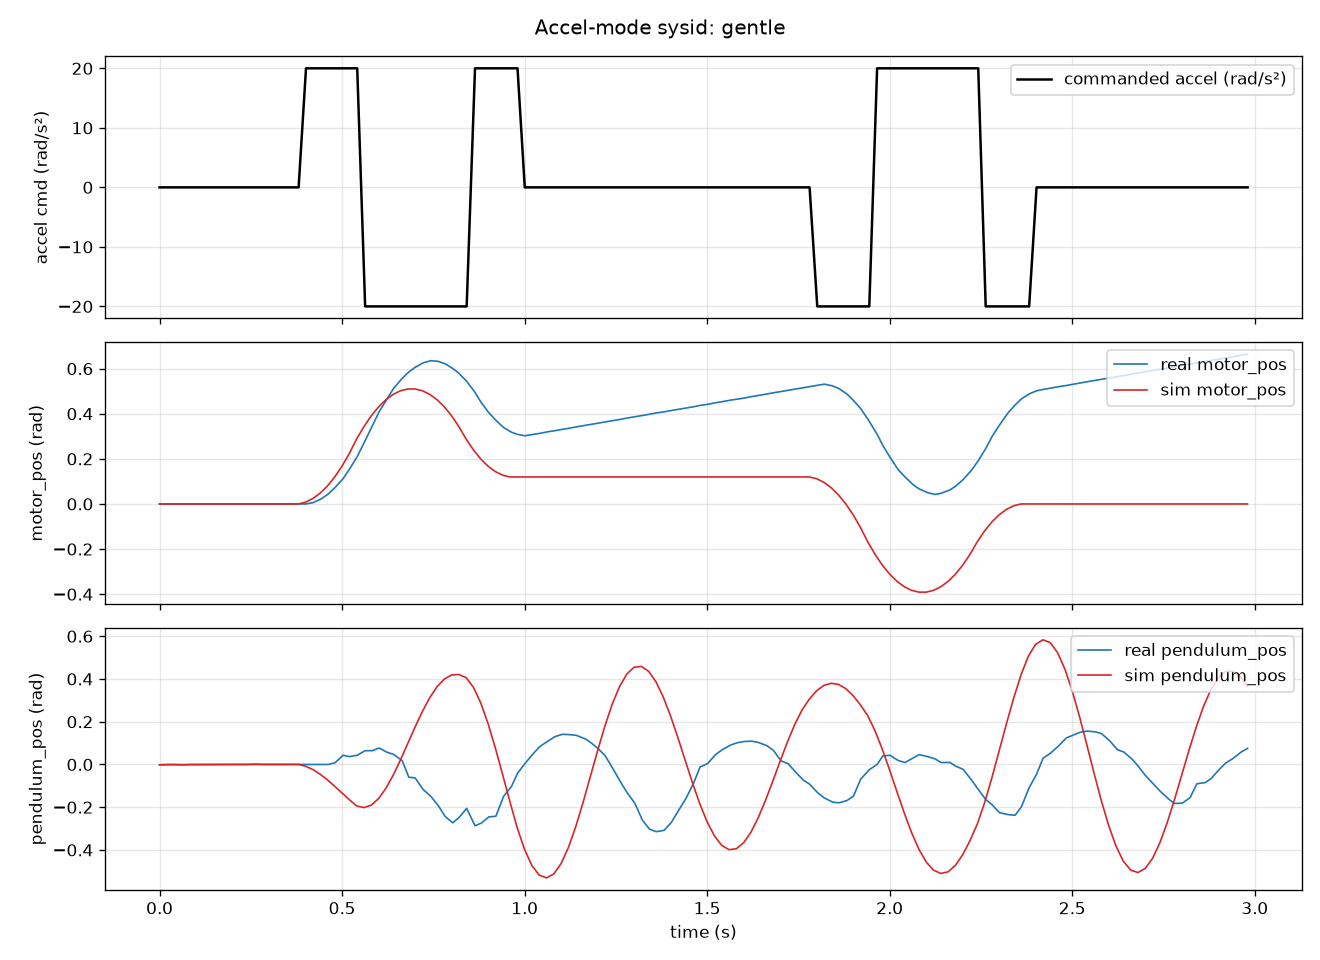 Accel-mode sysid: gentle
20
10
0
−10
−20
accel cmd (rad/s²)
commanded accel (rad/s²)
0.6
0.4
0.2
0.0
−0.2
−0.4
motor_pos (rad)
real motor_pos
sim motor_pos
0.6
0.4
0.2
0.0
−0.2
−0.4
pendulum_pos (rad)
real pendulum_pos
sim pendulum_pos
0.0 0.5 1.0 1.5 2.0 2.5 3.0
time (s)